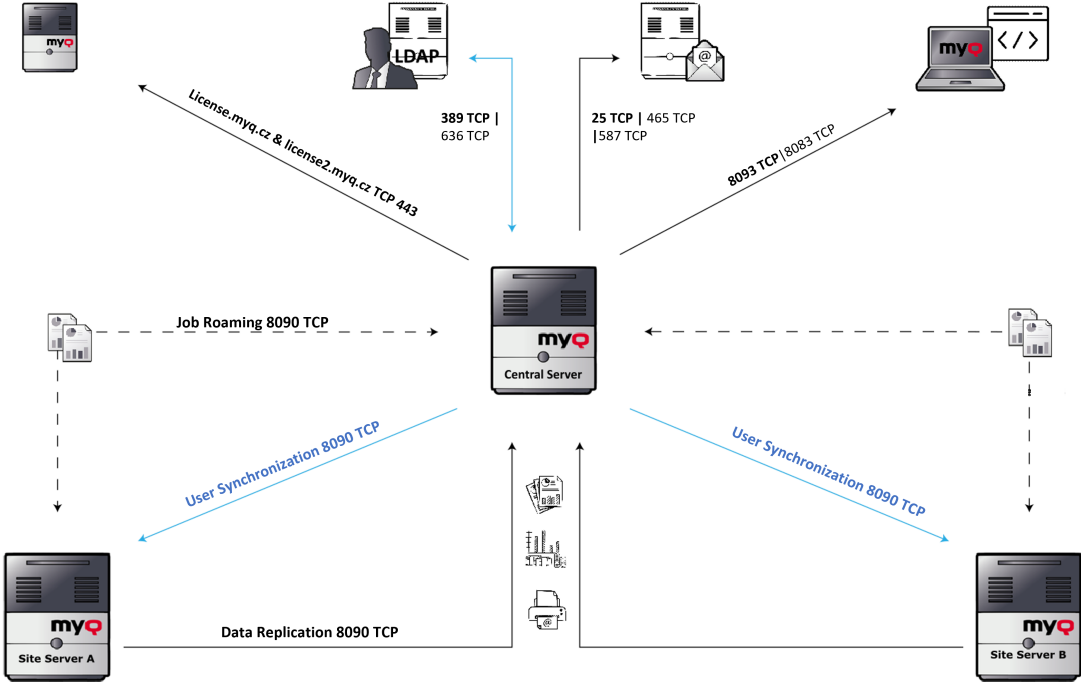 myQ
LDAP
@
myQ
</>
License.myq.cz & license2.myq.cz TCP 443
389 TCP |
636 TCP
25 TCP | 465 TCP
|587 TCP
8093 TCP|8083 TCP
Job Roaming 8090 TCP
myQ
Central Server
User Synchronization 8090 TCP
User Synchronization 8090 TCP
@
myQ
Site Server A
Data Replication 8090 TCP
myQ
Site Server B